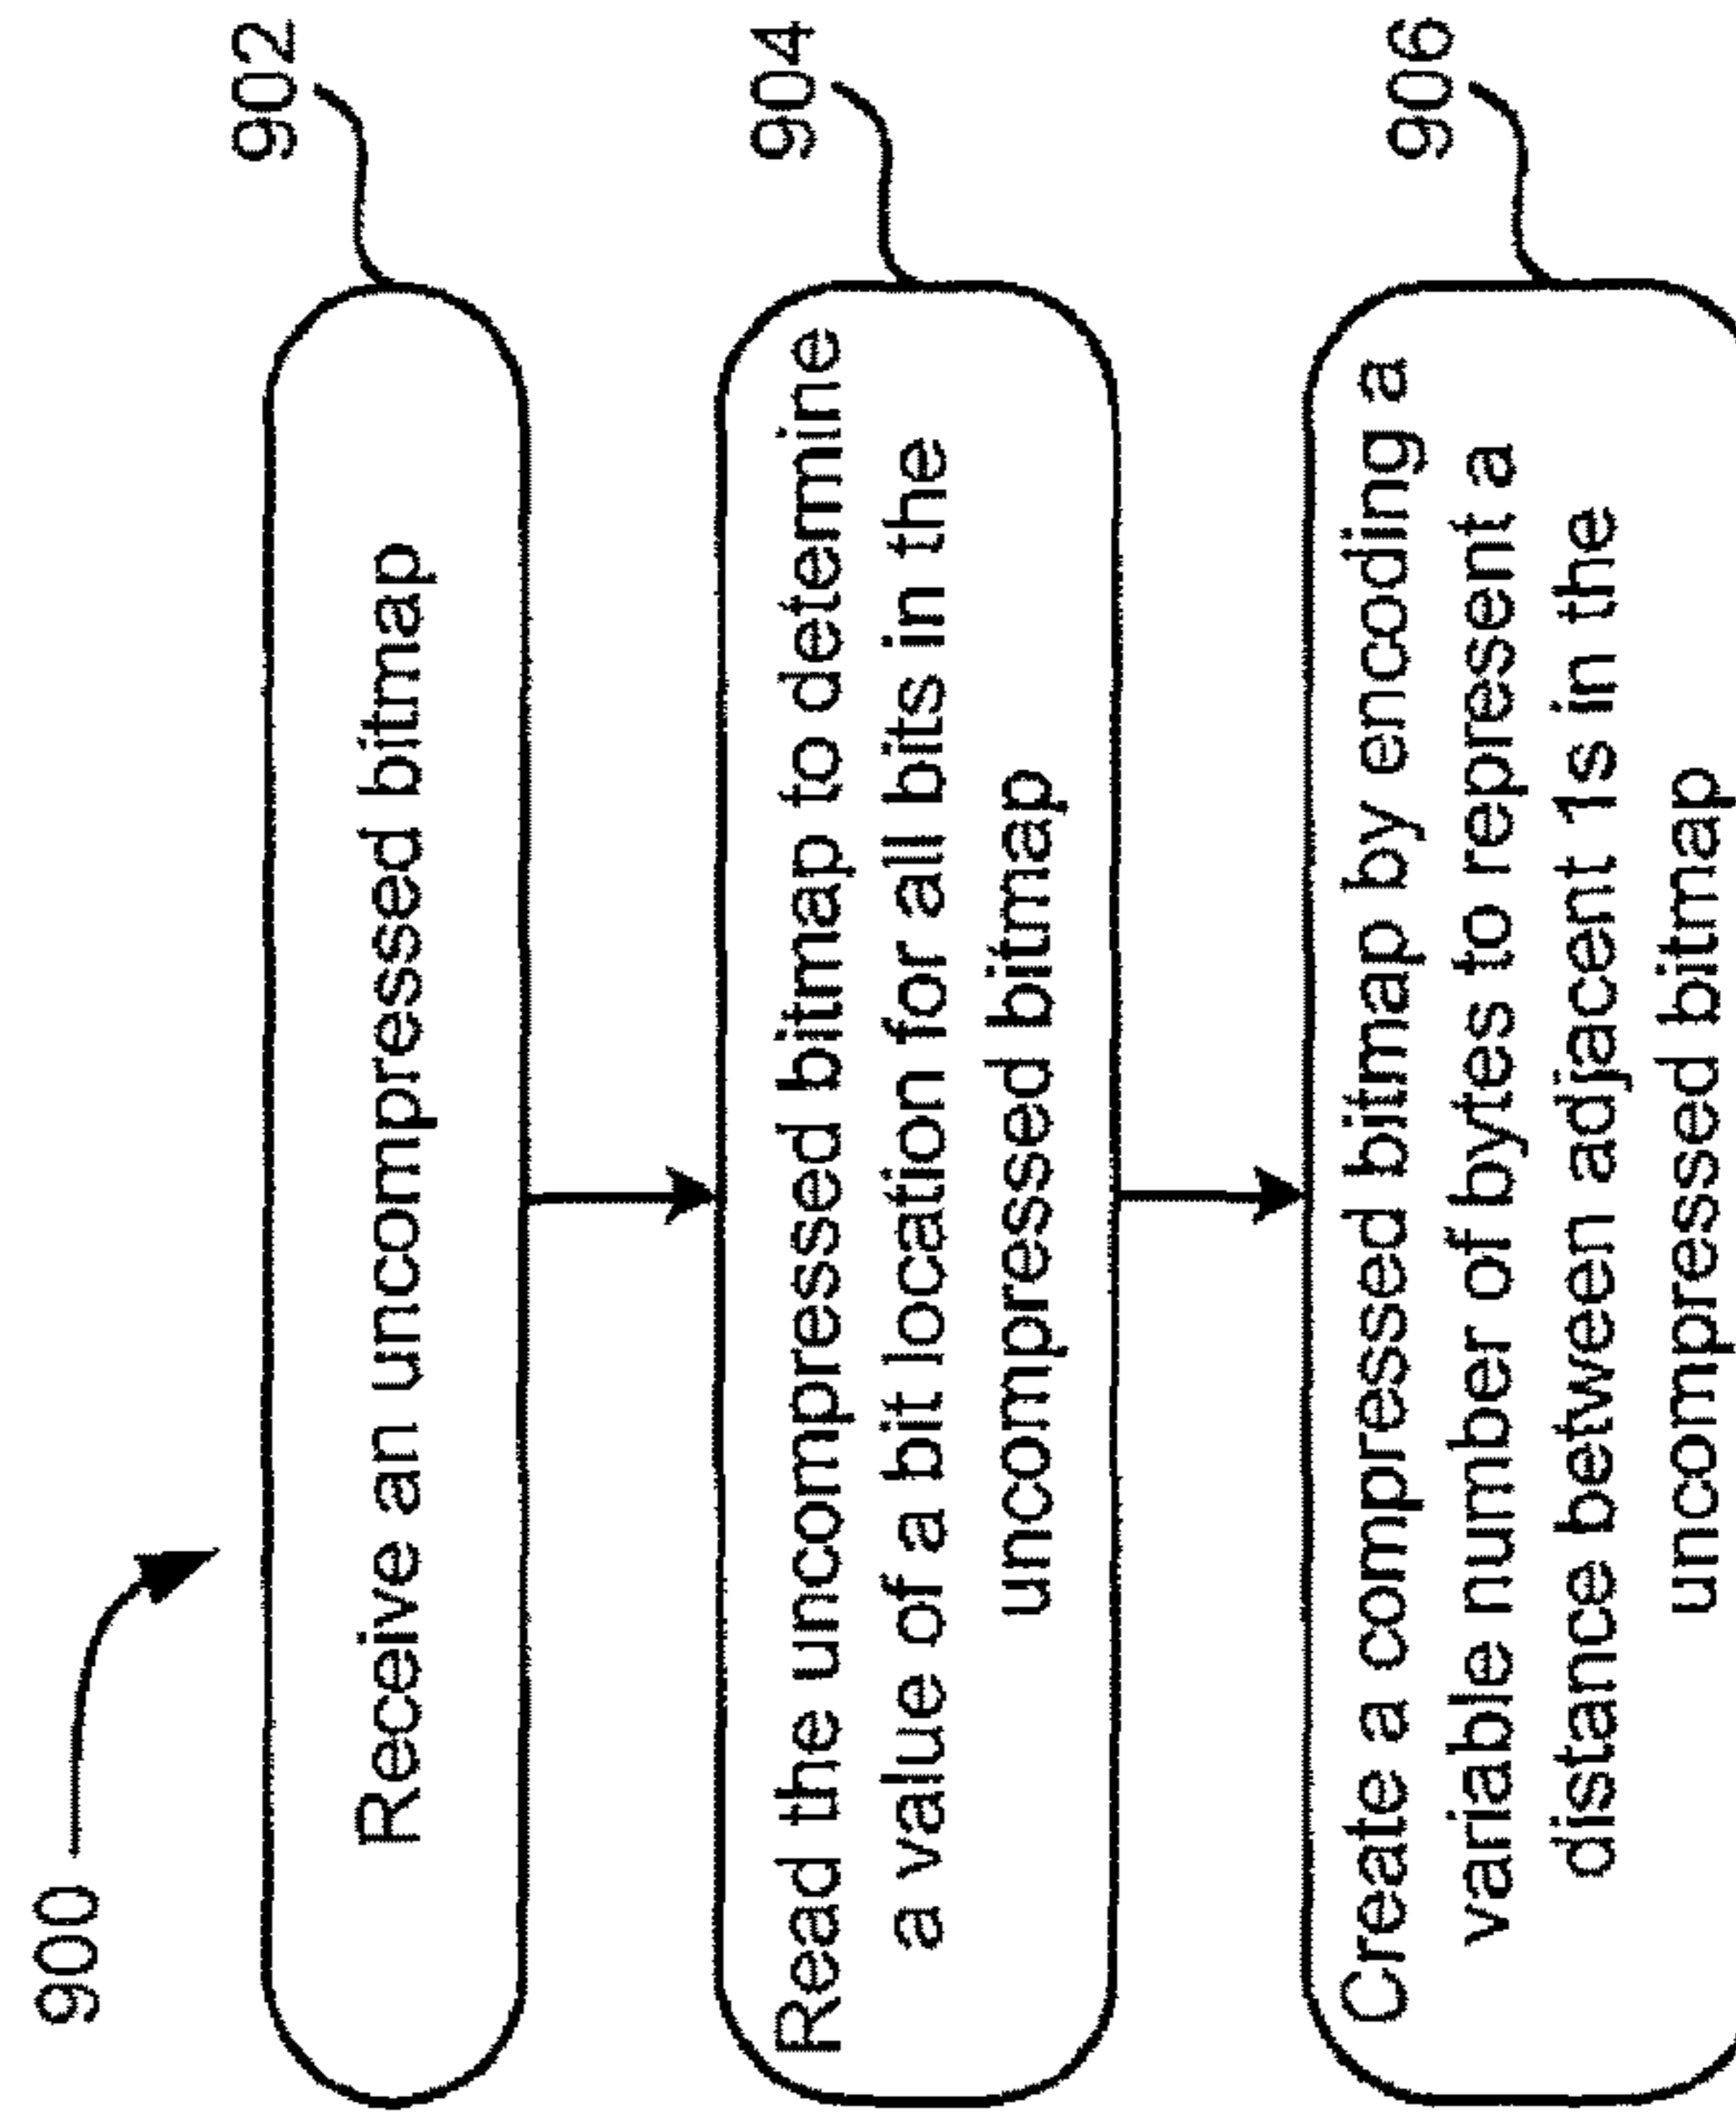 900
902
Receive an uncompressed bitmap
904
Read the uncompressed bitmap to determine
a value of a bit location for all bits in the
uncompressed bitmap
906
Create a compressed bitmap by encoding a
variable number of bytes to represent a
distance between adjacent 1s in the
uncompressed bitmap